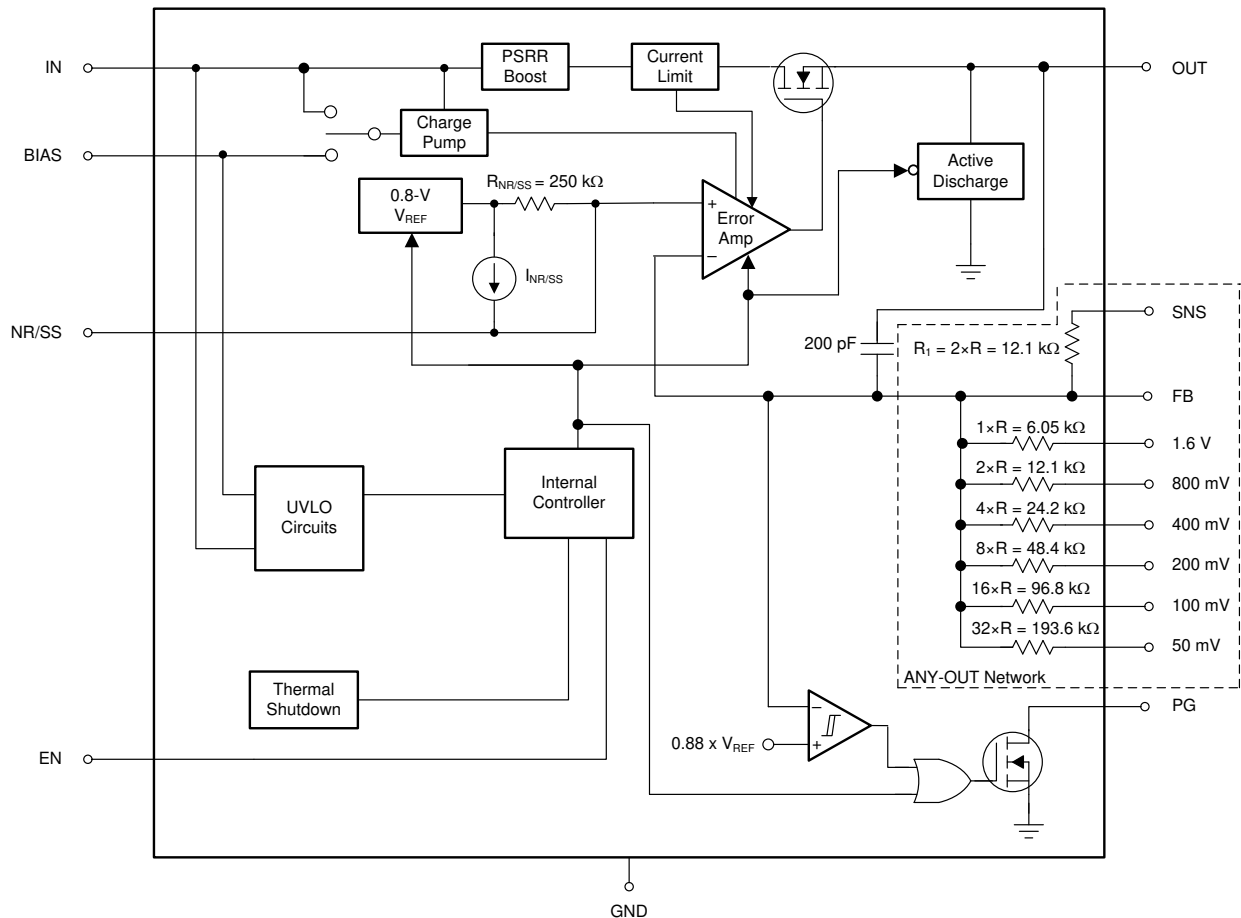 IN
PSRR
Boost
Current
Limit
OUT
Charge
Pump
BIAS
Active
Discharge
0.8-V
VREF
RNR/SS = 250 kΩ
+
Error
Amp
−
INR/SS
NR/SS
200 pF
SNS
R1 = 2×R = 12.1 kΩ
FB
1×R = 6.05 kΩ
1.6 V
2×R = 12.1 kΩ
800 mV
4×R = 24.2 kΩ
400 mV
8×R = 48.4 kΩ
200 mV
16×R = 96.8 kΩ
100 mV
32×R = 193.6 kΩ
50 mV
ANY-OUT Network
UVLO
Circuits
Internal
Controller
Thermal
Shutdown
EN
−
0.88 x VREF
+
PG
GND